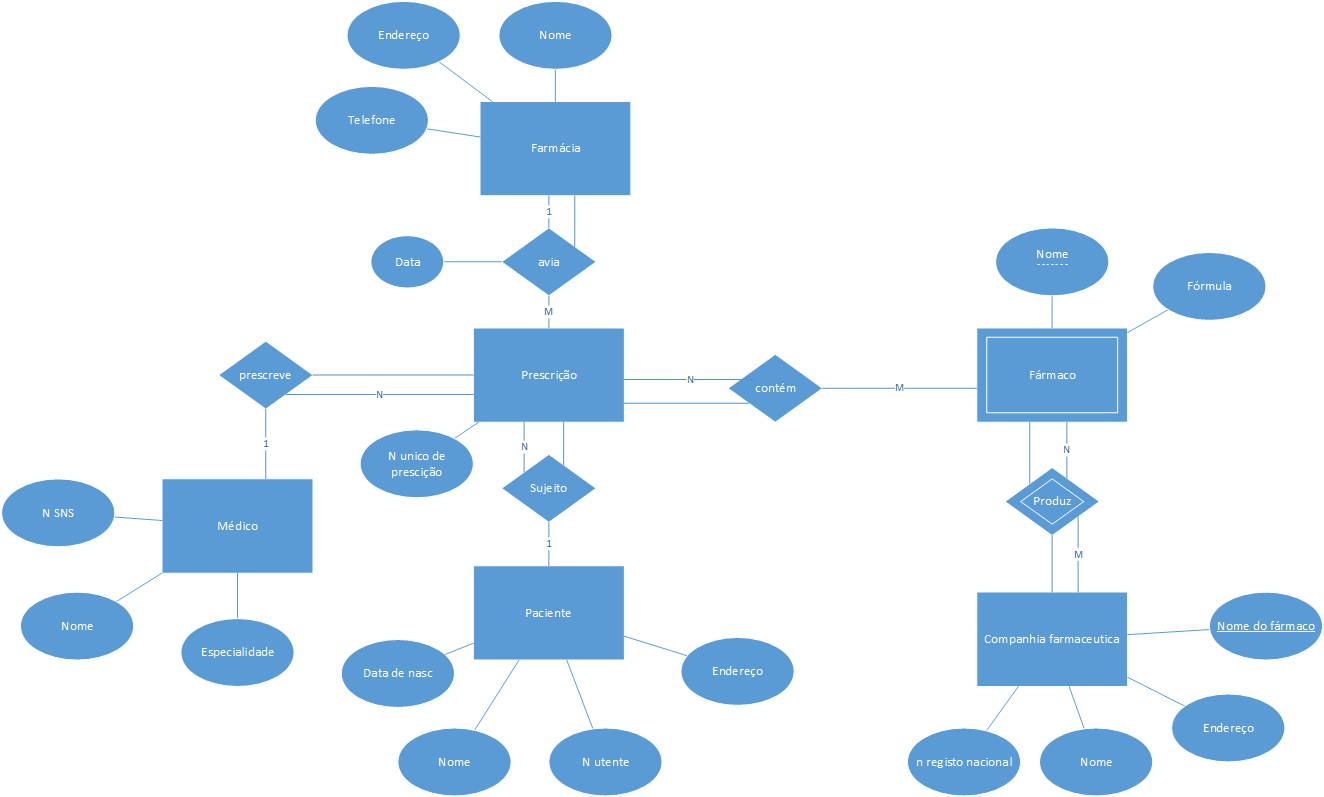 Endereço
Nome
Telefone
Farmácia
1
Data
avia
M
Nome
Fórmula
prescreve
Prescrição
N
contém
M
Fármaco
N
1
N unico de
prescição
N
Sujeito
N
Produz
N SNS
Médico
1
M
Nome
Especialidade
Paciente
Companhia farmaceutica
Nome do fármaco
Data de nasc
Endereço
Endereço
Nome
N utente
n registo nacional
Nome